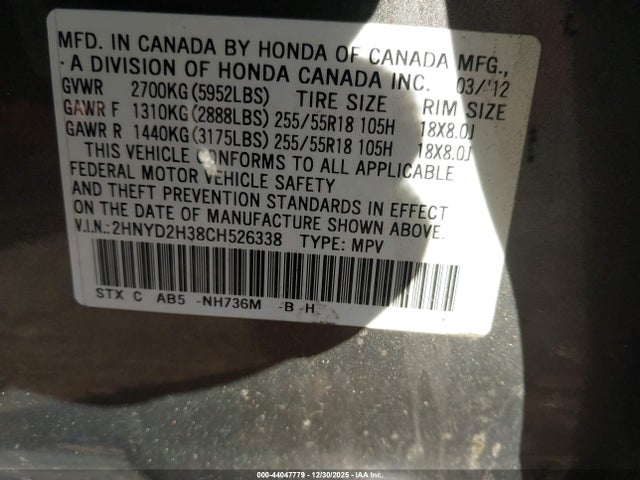 MFD. IN CANADA BY HONDA OF CANADA MFG.,
A DIVISION OF HONDA CANADA INC. 03/'12
GVWR 2700KG(5952LBS) TIRE SIZE RIM SIZE
GAWR F 1310KG(2888LBS) 255/55R18 105H 18X8.0J
GAWR R 1440KG(3175LBS) 255/55R18 105H 18X8.0J
THIS VEHICLE CONFORMS TO ALL APPLICABLE
FEDERAL MOTOR VEHICLE SAFETY
AND THEFT PREVENTION STANDARDS IN EFFECT
ON THE DATE OF MANUFACTURE SHOWN ABOVE.
V.I.N.:2HNYD2H38CH526338 TYPE: MPV
STX C AB5 -NH736M -B H
000-44047779 - 12/30/2025 - IAA Inc.